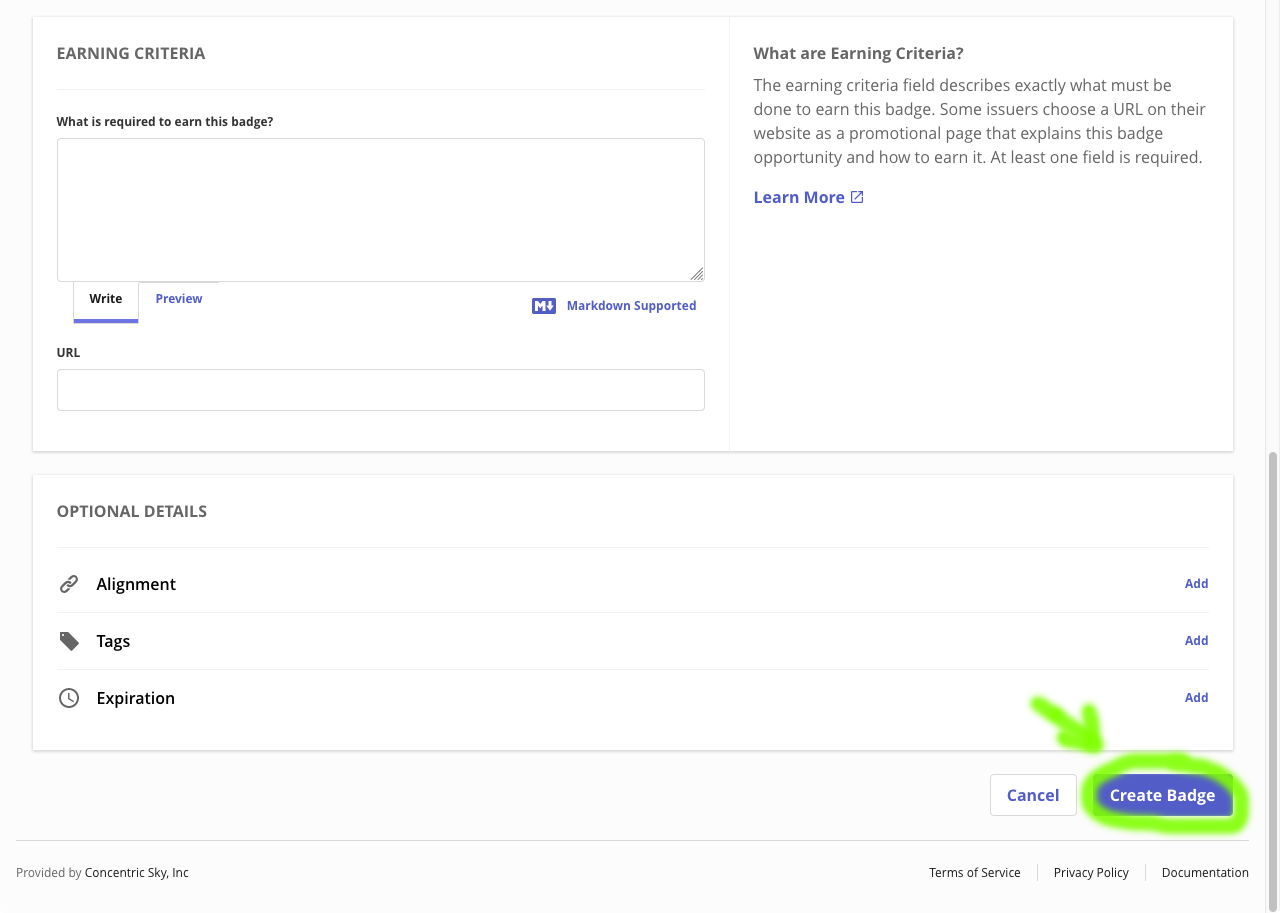 EARNING CRITERIA
What is required to earn this badge?
Write
Preview
M
Markdown Supported
URL
What are Earning Criteria?
The earning criteria field describes exactly what must be
done to earn this badge. Some issuers choose a URL on their
website as a promotional page that explains this badge
opportunity and how to earn it. At least one field is required.
Learn More
OPTIONAL DETAILS
Alignment
Add
Tags
Add
Expiration
Add
Cancel
Create Badge
Provided by Concentric Sky, Inc
Terms of Service
Privacy Policy
Documentation